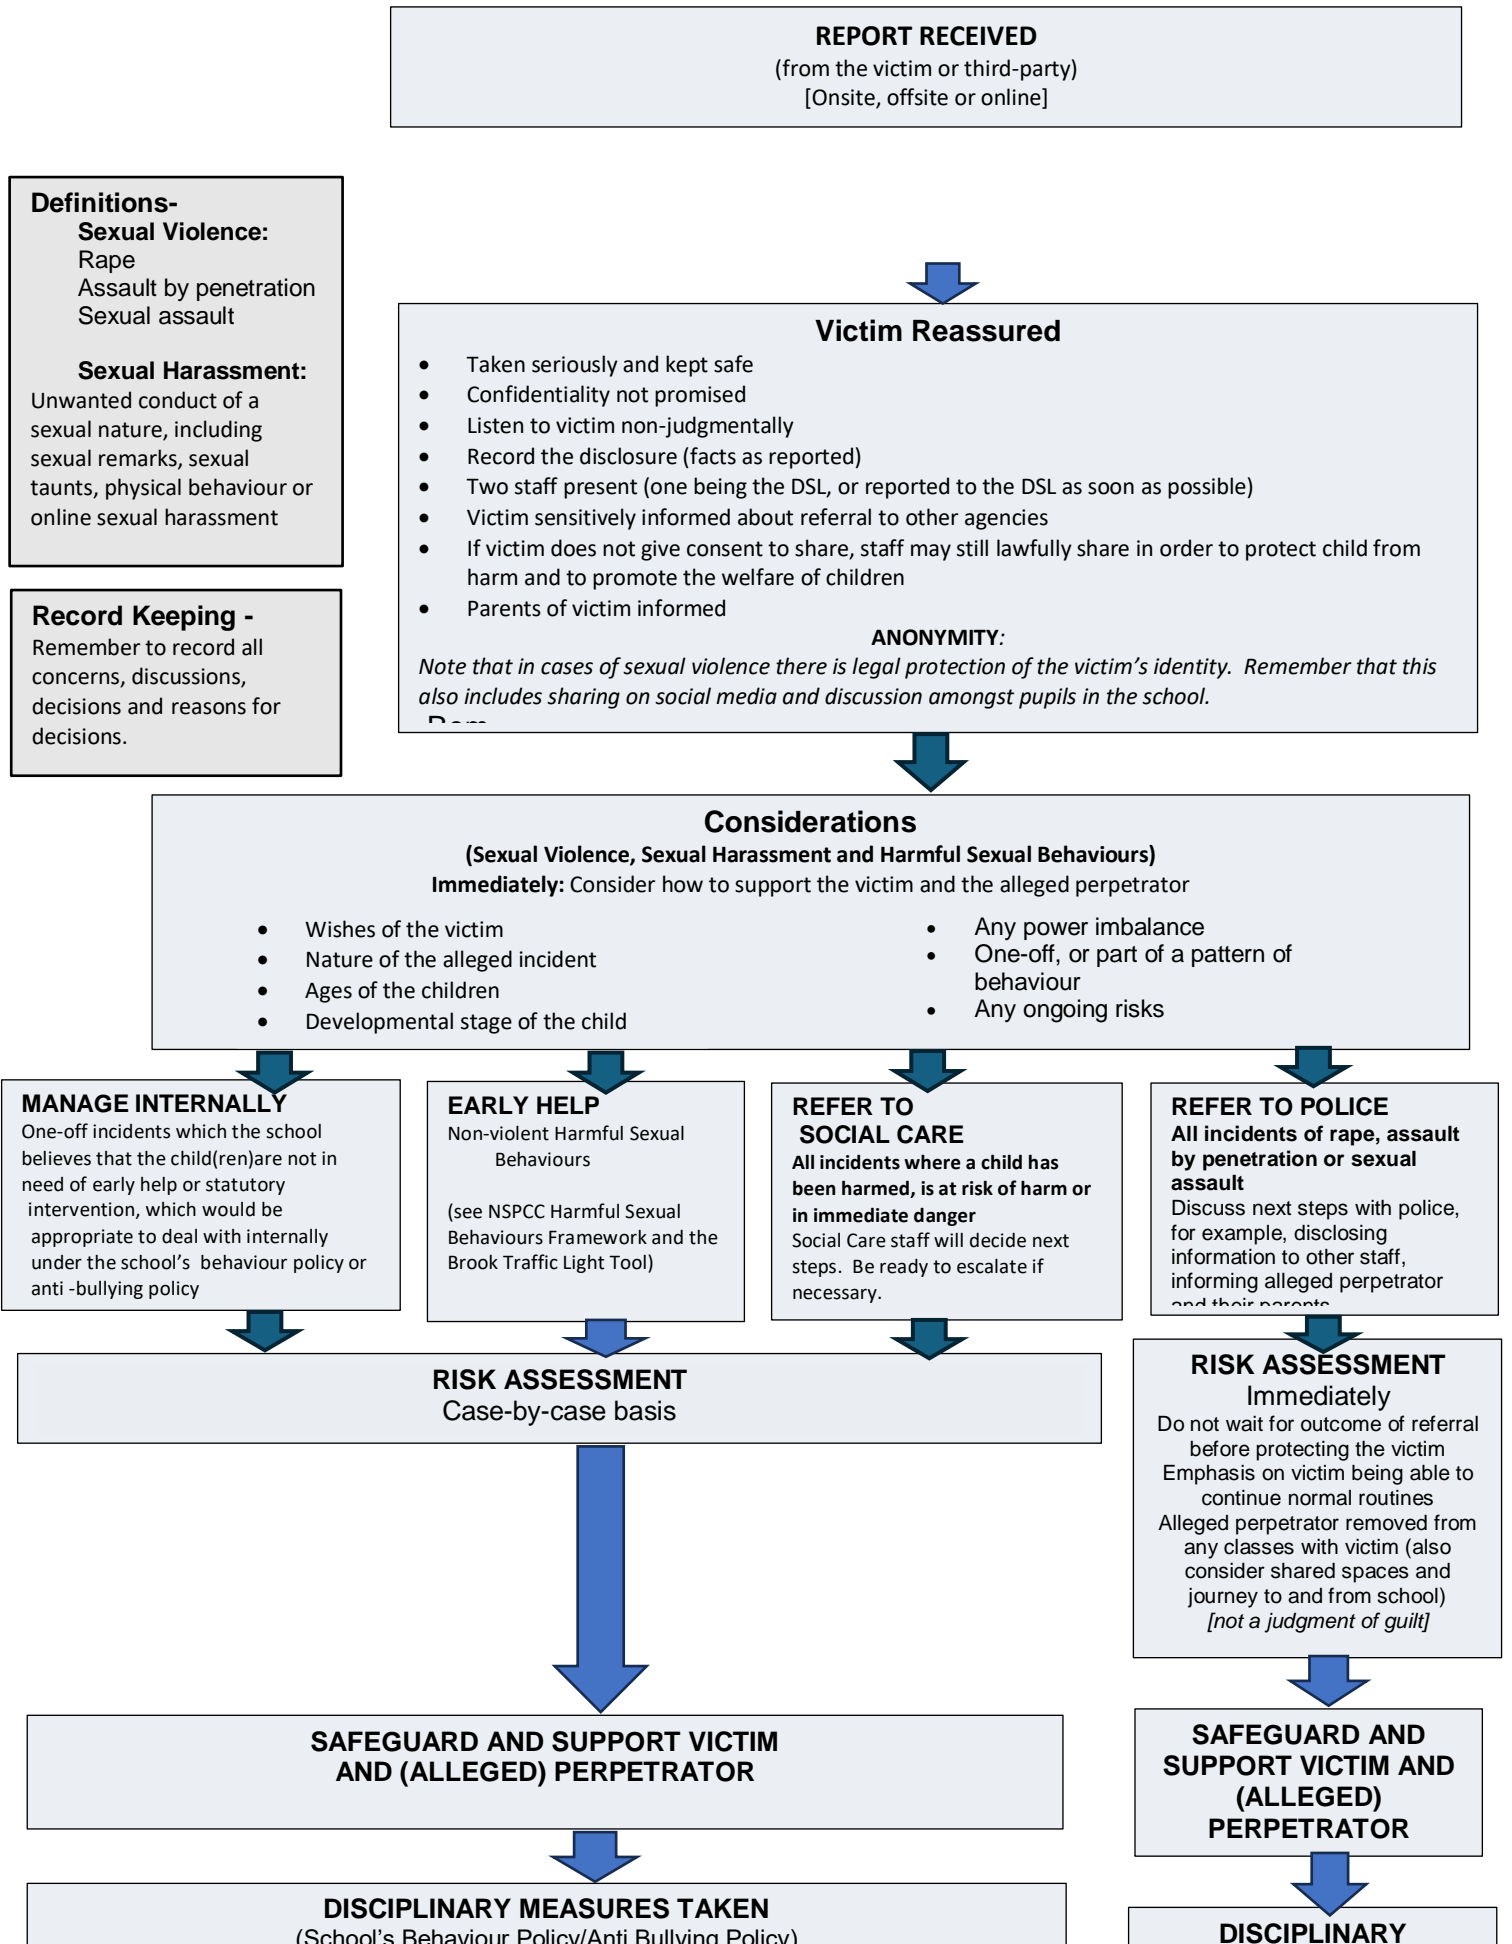 REPORT RECEIVED
(from the victim or third-party)
[Onsite, offsite or online]
Definitions-
Sexual Violence:
Rape
Assault by penetration
Sexual assault
Sexual Harassment:
Unwanted conduct of a
sexual nature, including
sexual remarks, sexual
taunts, physical behaviour or
online sexual harassment
Record Keeping -
Remember to record all
concerns, discussions,
decisions and reasons for
decisions.
Victim Reassured
• Taken seriously and kept safe
• Confidentiality not promised
• Listen to victim non-judgmentally
• Record the disclosure (facts as reported)
• Two staff present (one being the DSL, or reported to the DSL as soon as possible)
• Victim sensitively informed about referral to other agencies
• If victim does not give consent to share, staff may still lawfully share in order to protect child from
harm and to promote the welfare of children
• Parents of victim informed
ANONYMITY:
Note that in cases of sexual violence there is legal protection of the victim's identity. Remember that this
also includes sharing on social media and discussion amongst pupils in the school.
Considerations
(Sexual Violence, Sexual Harassment and Harmful Sexual Behaviours)
Immediately: Consider how to support the victim and the alleged perpetrator
• Wishes of the victim
• Nature of the alleged incident
• Ages of the children
• Developmental stage of the child
• Any power imbalance
• One-off, or part of a pattern of
behaviour
• Any ongoing risks
MANAGE INTERNALLY
One-off incidents which the school
believes that the child(ren)are not in
need of early help or statutory
intervention, which would be
appropriate to deal with internally
under the school's behaviour policy or
anti -bullying policy
EARLY HELP
Non-violent Harmful Sexual
Behaviours
(see NSPCC Harmful Sexual
Behaviours Framework and the
Brook Traffic Light Tool)
REFER TO
SOCIAL CARE
All incidents where a child has
been harmed, is at risk of harm or
in immediate danger
Social Care staff will decide next
steps. Be ready to escalate if
necessary.
REFER TO POLICE
All incidents of rape, assault
by penetration or sexual
assault
Discuss next steps with police,
for example, disclosing
information to other staff,
informing alleged perpetrator
and their parents
RISK ASSESSMENT
Case-by-case basis
RISK ASSESSMENT
Immediately
Do not wait for outcome of referral
before protecting the victim
Emphasis on victim being able to
continue normal routines
Alleged perpetrator removed from
any classes with victim (also
consider shared spaces and
journey to and from school)
[not a judgment of guilt]
SAFEGUARD AND SUPPORT VICTIM
AND (ALLEGED) PERPETRATOR
SAFEGUARD AND
SUPPORT VICTIM AND
(ALLEGED)
PERPETRATOR
DISCIPLINARY MEASURES TAKEN
(School's Behaviour Policy/Anti Bullying Policy)
DISCIPLINARY